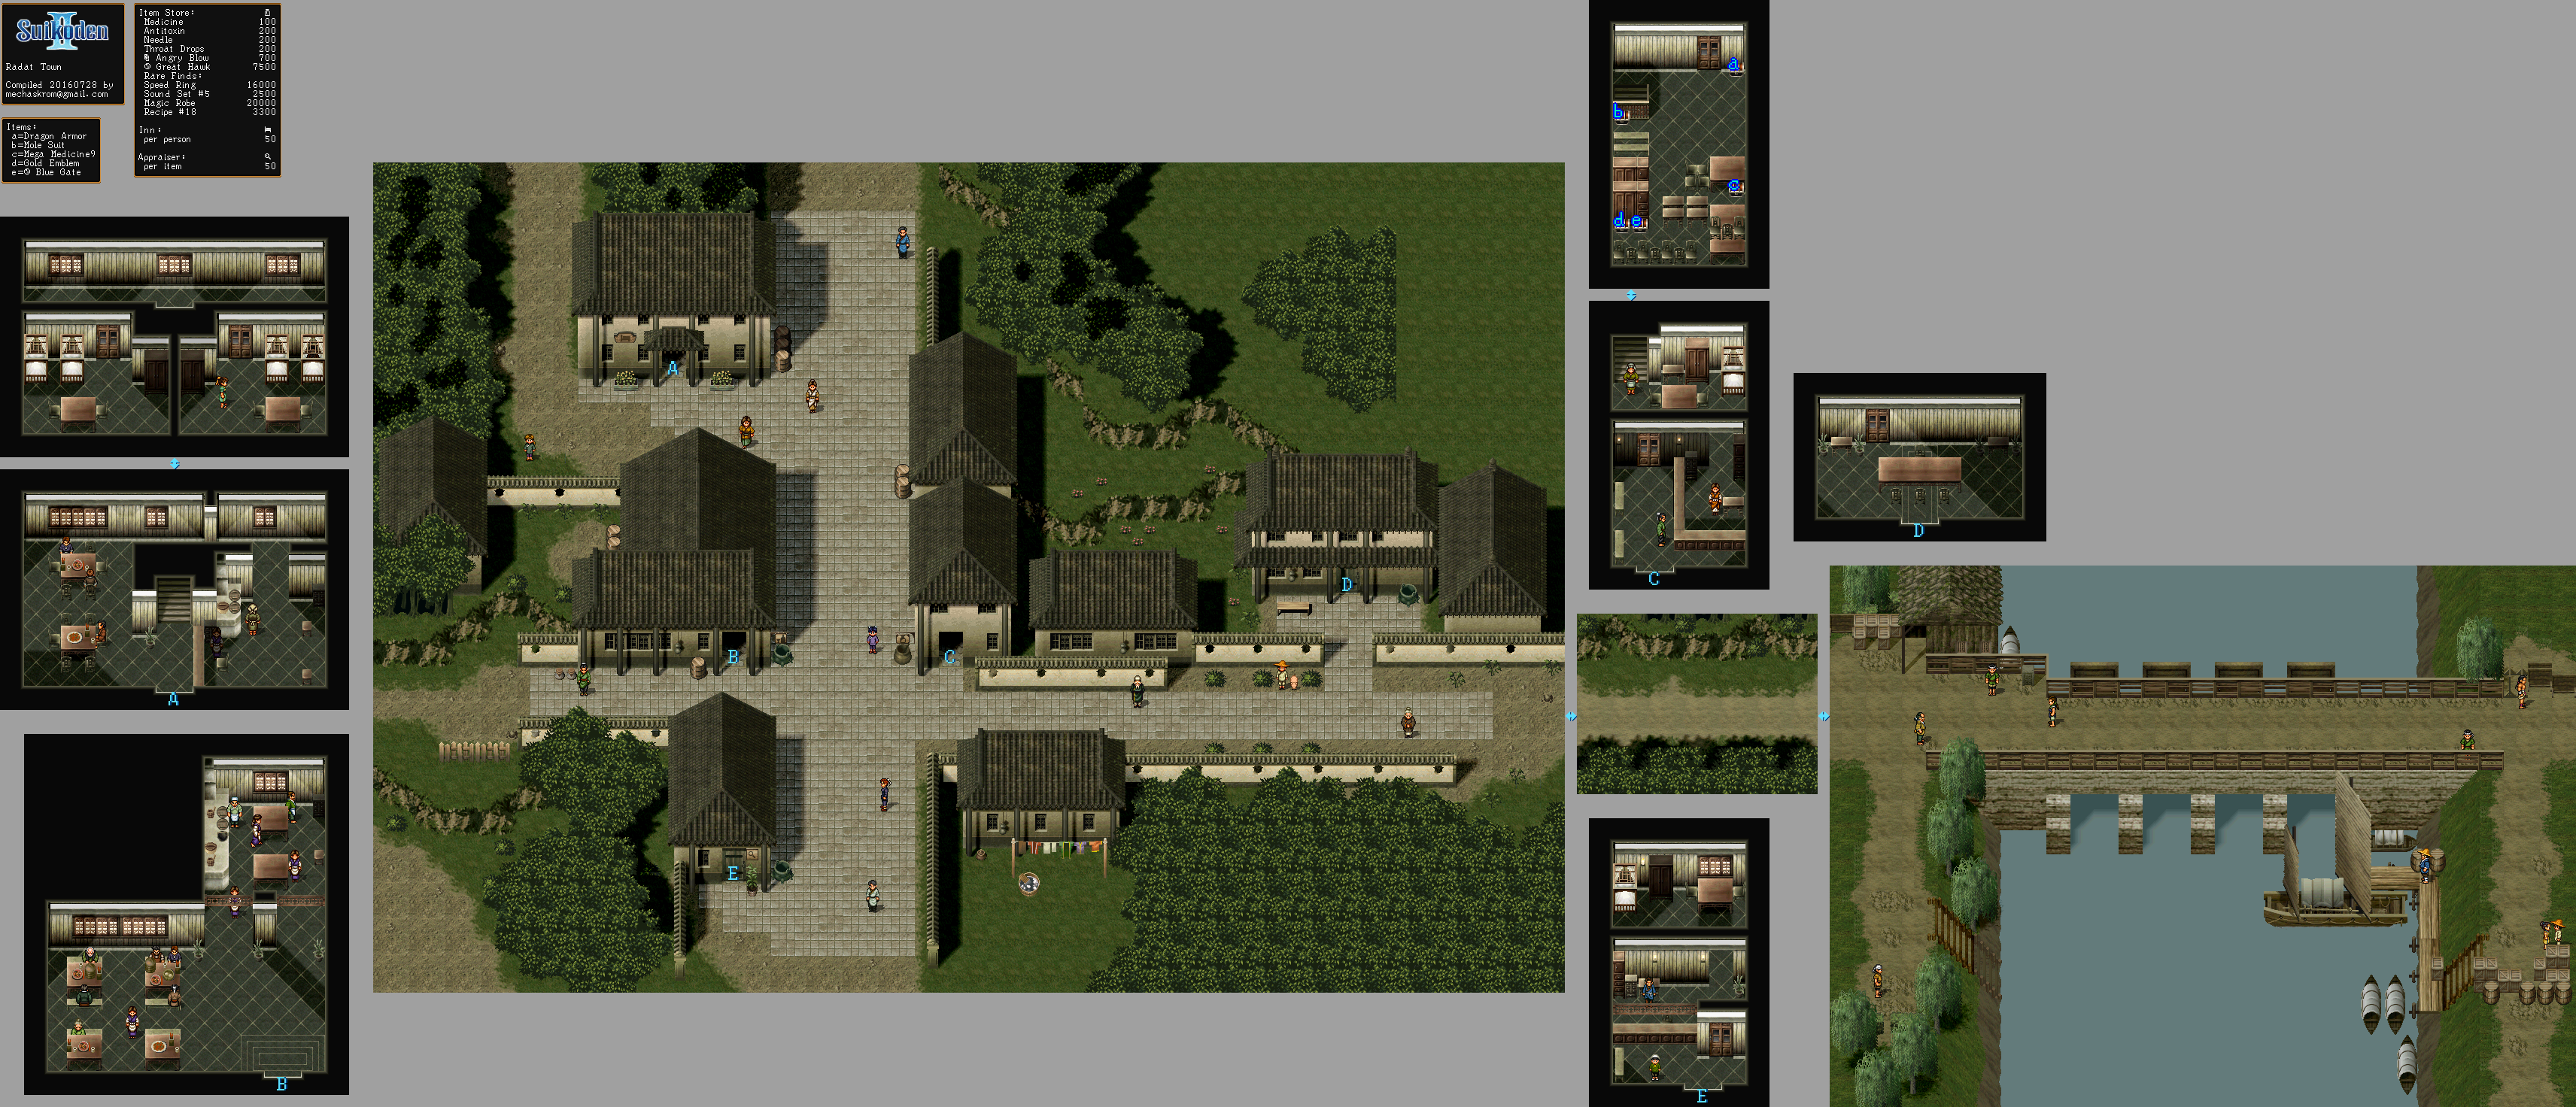 Suikoden II
Radat Town
Compiled 20160728 by
mechaskrom@gmail.com
Items:
a=Dragon Armor
b=Mole Suit
c=Mega Medicine9
d=Gold Emblem
e= Blue Gate
Item Store:
Medicine 100
Antitoxin 200
Needle 200
Throat Drops 200
Angry Blow 700
Great Hawk 7500
Rare Finds:
Speed Ring 16000
Sound Set #5 2500
Magic Robe 20000
Recipe #18 3300
Inn:
per person 50
Appraiser:
per item 50
a
b
c
d e
A
B
C
D
E
A
B
C
D
E